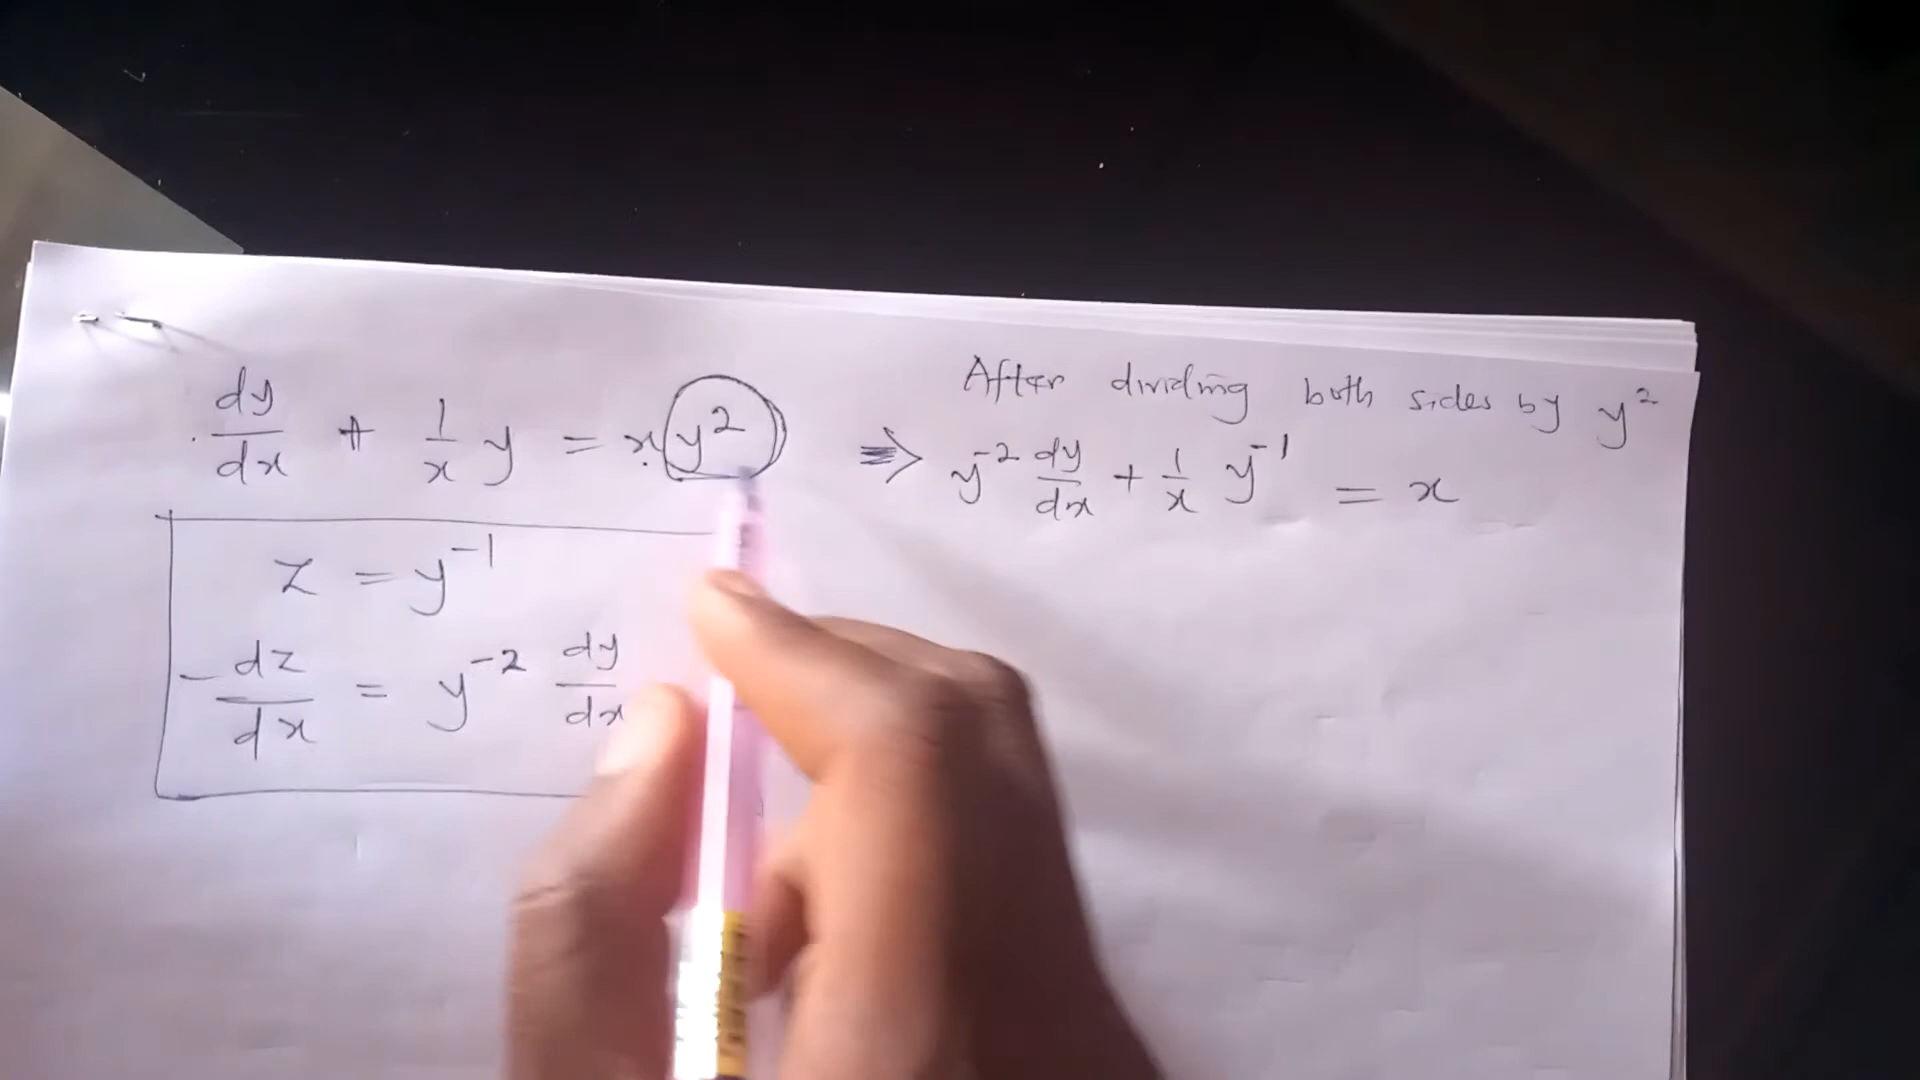 dy/dx + 1/x y = x y²
After dividing both sides by y²
⇒ y⁻² dy/dx + 1/x y⁻¹ = x
z = y⁻¹
-dz/dx = y⁻² dy/dx